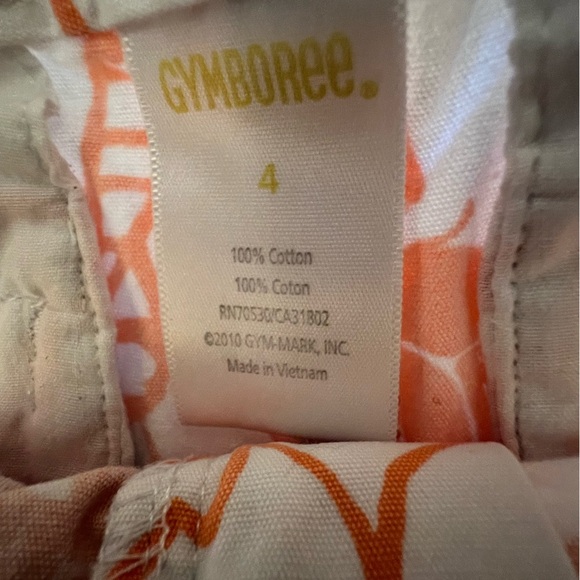 GYMBOREE®
4
100% Cotton
100% Coton
RN70530/CA31802
©2010 GYM-MARK, INC.
Made in Vietnam